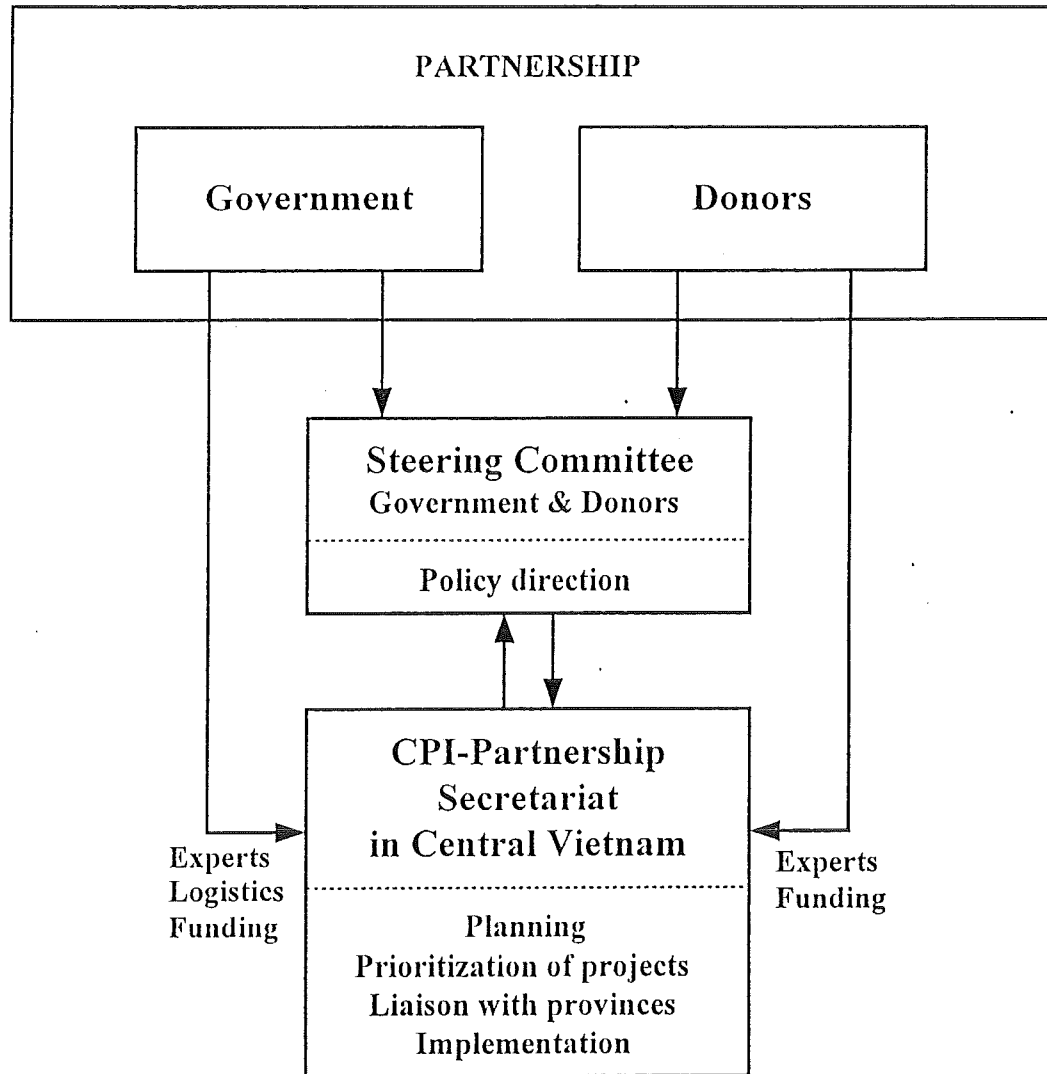 PARTNERSHIP
Government
Donors
Steering Committee
Government & Donors
Policy direction
CPI-Partnership
Secretariat
in Central Vietnam
Experts
Logistics
Funding
Experts
Funding
Planning
Prioritization of projects
Liaison with provinces
Implementation